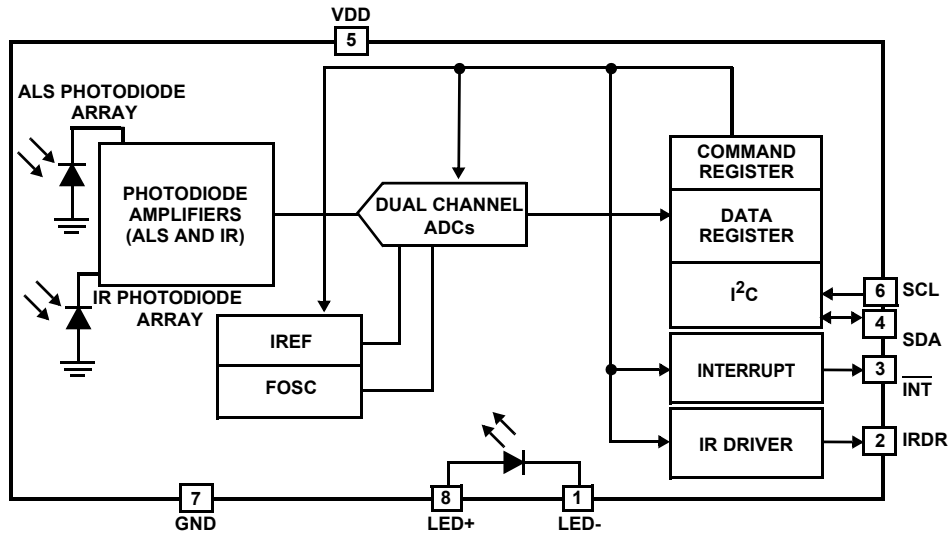 VDD
5
ALS PHOTODIODE
ARRAY
PHOTODIODE
AMPLIFIERS
(ALS AND IR)
IR PHOTODIODE
ARRAY
DUAL CHANNEL
ADCs
IREF
FOSC
COMMAND
REGISTER
DATA
REGISTER
I²C
INTERRUPT
IR DRIVER
6 SCL
4
SDA
3
INT
2 IRDR
7
GND
8
LED+
1
LED-